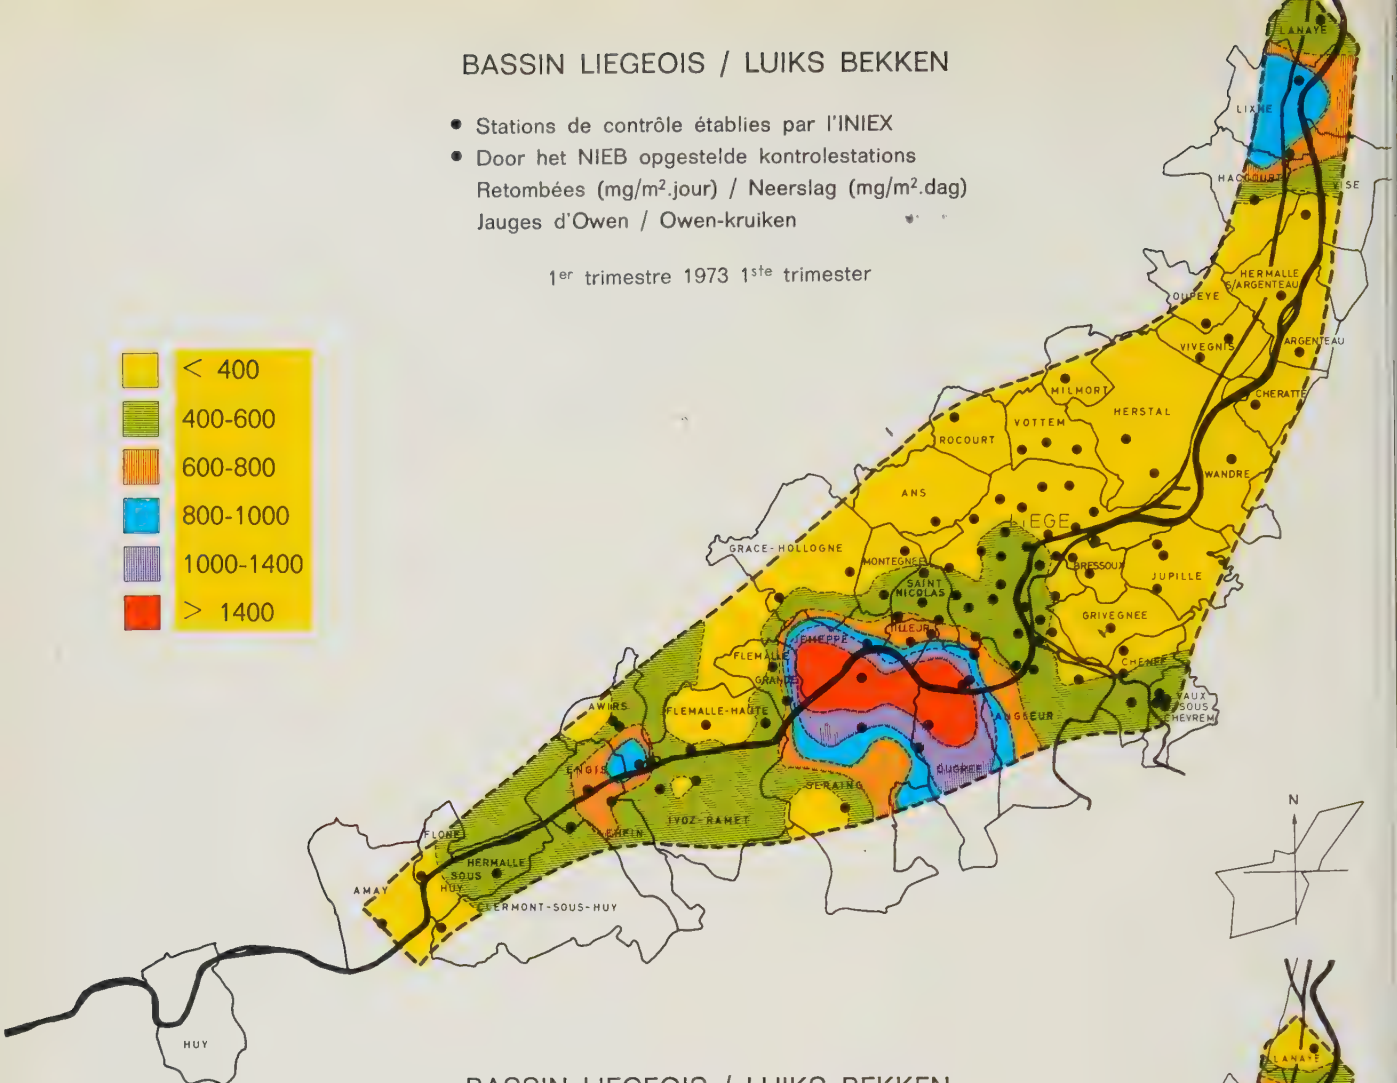 BASSIN LIEGEOIS / LUIKS BEKKEN
● Stations de contrôle établies par l'INIEX
● Door het NIEB opgestelde kontrolestations
Retombées (mg/m².jour) / Neerslag (mg/m².dag)
Jauges d'Owen / Owen-kruiken
1er trimestre 1973 1ste trimester
< 400
400-600
600-800
800-1000
1000-1400
> 1400
LANAYE
LIXHE
HACCOURT
VISE
HERMALLE
S/ARGENTEAU
OUPEYE
VIVEGNIS
ARGENTEAU
MILMORT
CHERATTE
HERSTAL
VOTTEM
ROCOURT
WANDRE
ANS
LIEGE
GRACE-HOLLOGNE
MONTEGNEE
BRESSOUX
JUPILLE
SAINT
NICOLAS
GRIVEGNEE
TILLEUR
JEMEPPE
FLEMALLE
GRANDE
CHENEE
VAUX
SOUS
CHEVREM
AWIRS
FLEMALLE-HAUTE
ANGLEUR
ENGIS
OUGREE
SERAING
IVOZ-RAMET
EHEIN
FLONE
HERMALLE
SOUS
HUY
AMAY
CLERMONT-SOUS-HUY
N
HUY
LANAYE
BASSIN LIEGEOIS / LUIKS BEKKEN